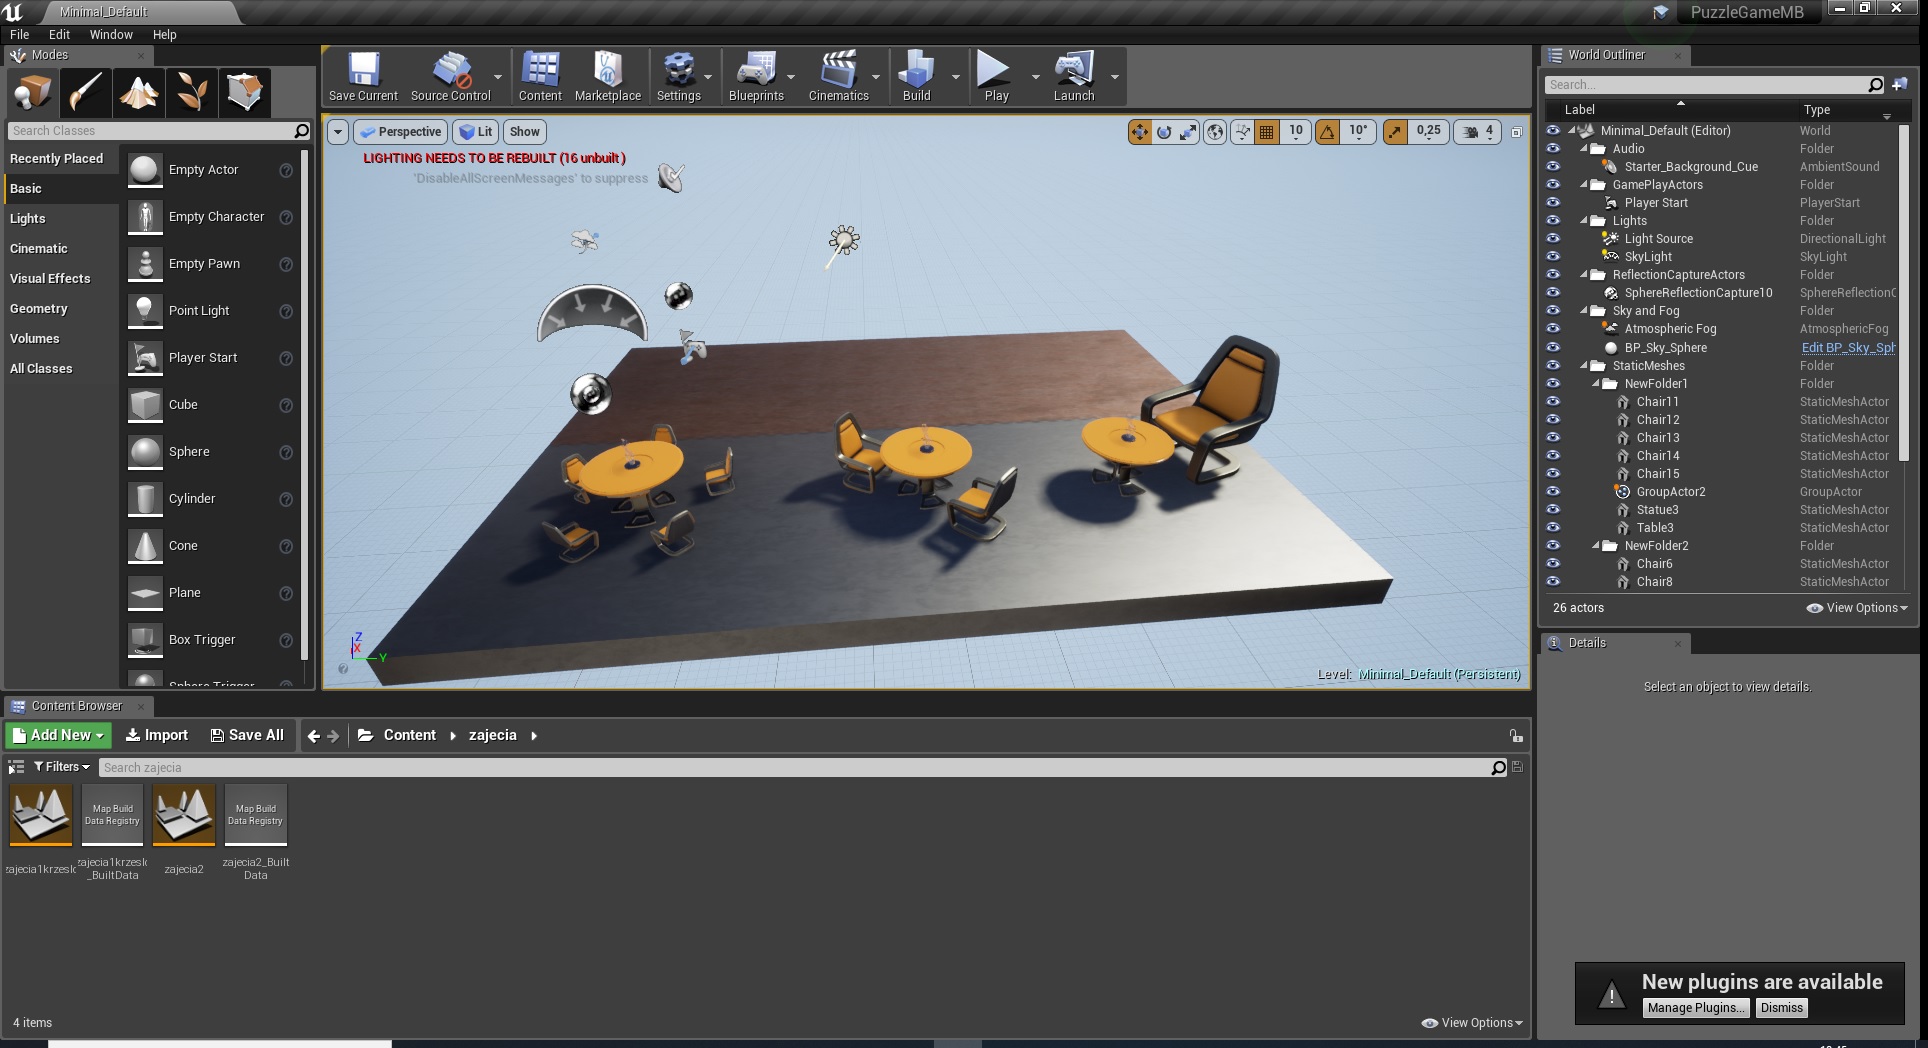 Minimal_Default
PuzzleGameMB
File Edit Window Help
Modes
Search Classes
Recently Placed
Basic
Lights
Cinematic
Visual Effects
Geometry
Volumes
All Classes
Empty Actor
Empty Character
Empty Pawn
Point Light
Player Start
Cube
Sphere
Cylinder
Cone
Plane
Box Trigger
Sphere Trigger
Save Current
Source Control
Content
Marketplace
Settings
Blueprints
Cinematics
Build
Play
Launch
Perspective Lit Show
10 10° 0,25 4
LIGHTING NEEDS TO BE REBUILT (16 unbuilt )
'DisableAllScreenMessages' to suppress
Z
X
Y
Level: Minimal_Default (Persistent)
World Outliner
Search...
Label Type
Minimal_Default (Editor) World
Audio Folder
Starter_Background_Cue AmbientSound
GamePlayActors Folder
Player Start PlayerStart
Lights Folder
Light Source DirectionalLight
SkyLight SkyLight
ReflectionCaptureActors Folder
SphereReflectionCapture10 SphereReflectionC
Sky and Fog Folder
Atmospheric Fog AtmosphericFog
BP_Sky_Sphere Edit BP_Sky_Sph
StaticMeshes Folder
NewFolder1 Folder
Chair11 StaticMeshActor
Chair12 StaticMeshActor
Chair13 StaticMeshActor
Chair14 StaticMeshActor
Chair15 StaticMeshActor
GroupActor2 GroupActor
Statue3 StaticMeshActor
Table3 StaticMeshActor
NewFolder2 Folder
Chair6 StaticMeshActor
Chair8 StaticMeshActor
26 actors View Options
Details
Select an object to view details.
Content Browser
Add New Import Save All Content zajecia
Filters Search zajecia
Map Build
Data Registry
Map Build
Data Registry
zajecia1krzeslo
zajecia1krzeslo
_BuiltData
zajecia2
zajecia2_Built
Data
4 items View Options
New plugins are available
Manage Plugins... Dismiss